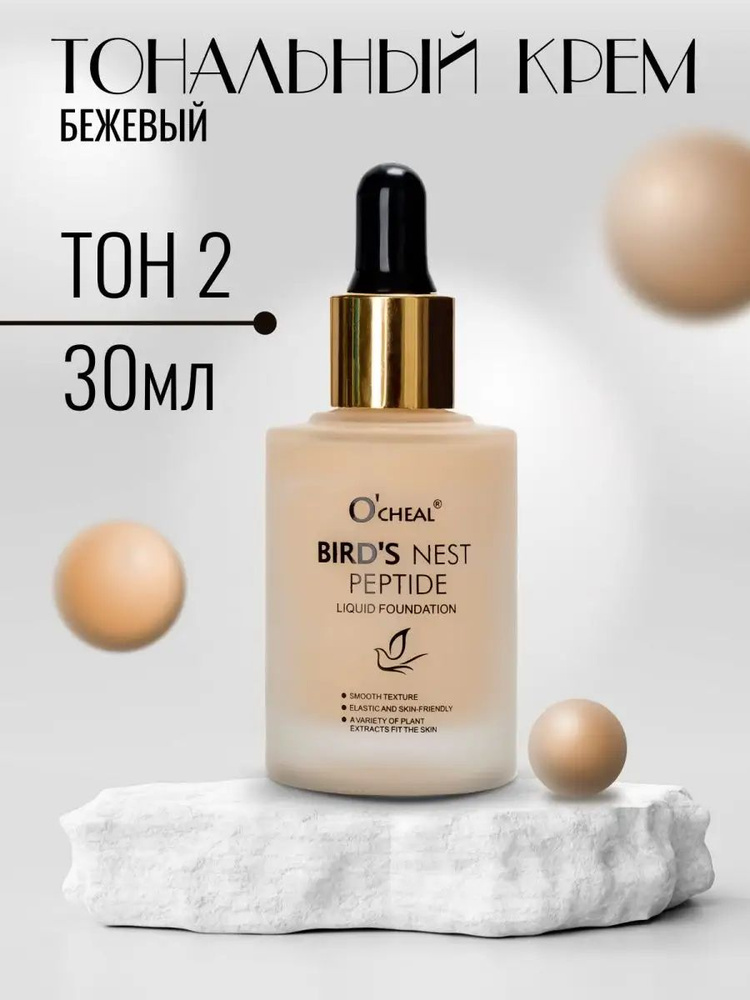 ТОНАЛЬНЫЙ КРЕМ
БЕЖЕВЫЙ
ТОН 2
30мл
O'CHEAL®
BIRD'S NEST
PEPTIDE
LIQUID FOUNDATION
• SMOOTH TEXTURE
• ELASTIC AND SKIN-FRIENDLY
• A VARIETY OF PLANT
EXTRACTS FIT THE SKIN